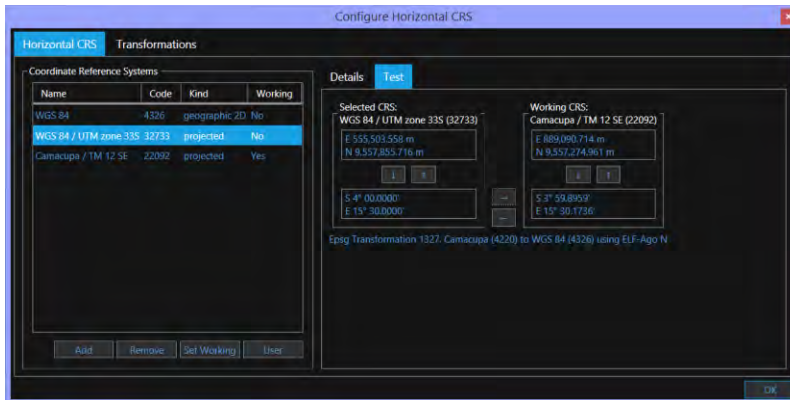 Configure Horizontal CRS
Horizontal CRS Transformations
Coordinate Reference Systems
Name Code Kind Working
WGS 84 4326 geographic 2D No
WGS 84 / UTM zone 33S 32733 projected No
Camacupa / TM 12 SE 22092 projected Yes
Add Remove Set Working User
Details Test
Selected CRS:
WGS 84 / UTM zone 33S (32733)
E 555,503.558 m
N 9,557,855.716 m
↓ ↑
S 4° 00.0000'
E 15° 30.0000'
→
←
Working CRS:
Camacupa / TM 12 SE (22092)
E 889,090.714 m
N 9,557,274.961 m
↓ ↑
S 3° 59.8959'
E 15° 30.1736'
Epsg Transformation 1327. Camacupa (4220) to WGS 84 (4326) using ELF-Ago N
OK